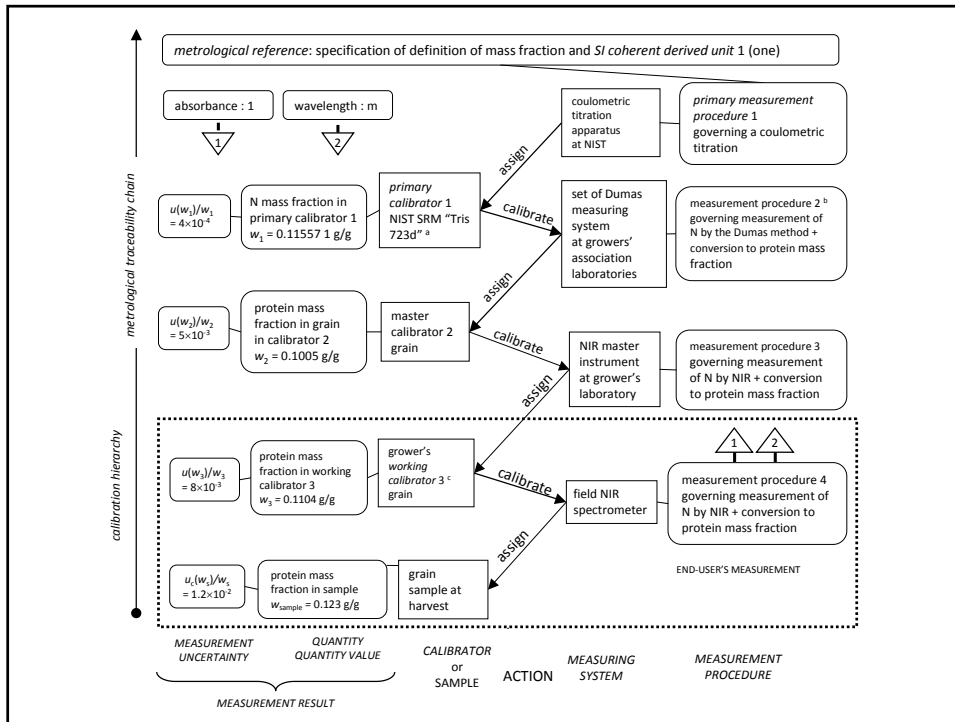 metrological reference: specification of definition of mass fraction and SI coherent derived unit 1 (one)
absorbance : 1
wavelength : m
1
2
coulometric
titration
apparatus
at NIST
primary measurement
procedure 1
governing a coulometric
titration
assign
u(w1)/w1
= 4×10-4
N mass fraction in
primary calibrator 1
w1 = 0.11557 1 g/g
primary
calibrator 1
NIST SRM “Tris
723d” a
calibrate
set of Dumas
measuring
system
at growers’
association
laboratories
measurement procedure 2 b
governing measurement of
N by the Dumas method +
conversion to protein mass
fraction
assign
u(w2)/w2
= 5×10-3
protein mass
fraction in grain
in calibrator 2
w2 = 0.1005 g/g
master
calibrator 2
grain
calibrate
NIR master
instrument
at grower’s
laboratory
measurement procedure 3
governing measurement
of N by NIR + conversion
to protein mass fraction
assign
1
2
u(w3)/w3
= 8×10-3
protein mass
fraction in working
calibrator 3
w3 = 0.1104 g/g
grower’s
working
calibrator 3 c
grain
calibrate
field NIR
spectrometer
measurement procedure 4
governing measurement of
N by NIR + conversion to
protein mass fraction
assign
END-USER’S MEASUREMENT
uc(ws)/ws
= 1.2×10-2
protein mass
fraction in sample
wsample = 0.123 g/g
grain
sample at
harvest
metrological traceability chain
calibration hierarchy
MEASUREMENT
UNCERTAINTY
QUANTITY
QUANTITY VALUE
CALIBRATOR
or
SAMPLE
ACTION
MEASURING
SYSTEM
MEASUREMENT
PROCEDURE
MEASUREMENT RESULT